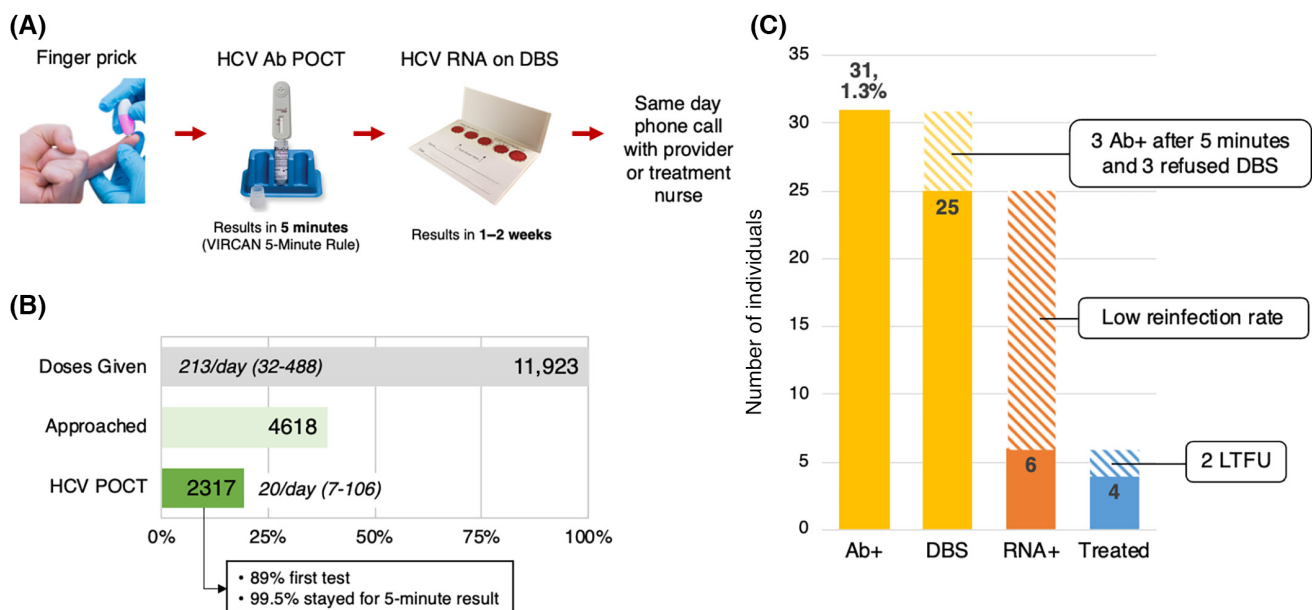 (A)
Finger prick
HCV Ab POCT
Results in 5 minutes
(VIRCAN 5-Minute Rule)
HCV RNA on DBS
Results in 1–2 weeks
Same day
phone call
with provider
or treatment
nurse
(B)
Doses Given
213/day (32-488)
11,923
Approached
4618
HCV POCT
2317
20/day (7-106)
0%
25%
50%
75%
100%
• 89% first test
• 99.5% stayed for 5-minute result
(C)
Number of individuals
35
30
25
20
15
10
5
0
31,
1.3%
25
6
4
3 Ab+ after 5 minutes
and 3 refused DBS
Low reinfection rate
2 LTFU
Ab+
DBS
RNA+
Treated